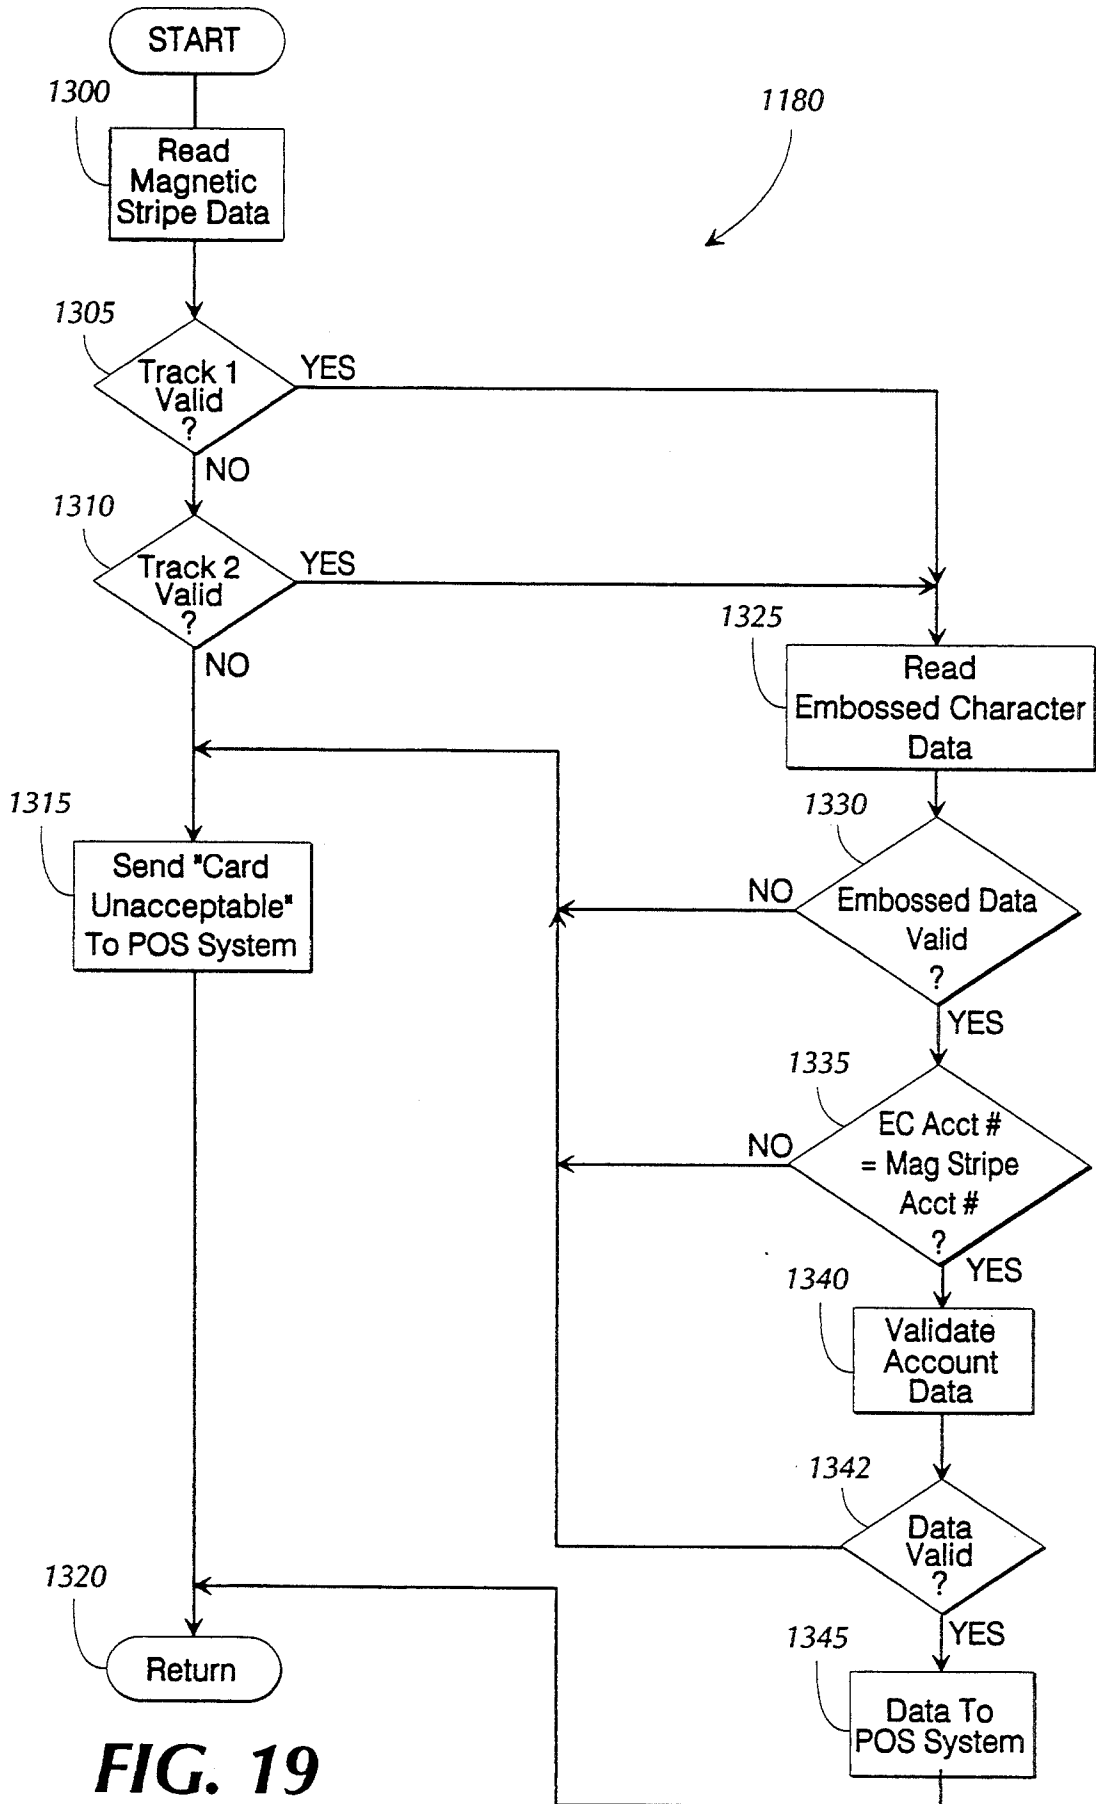 START
1300
1180
Read
Magnetic
Stripe Data
1305
Track 1
Valid
?
YES
NO
1310
Track 2
Valid
?
YES
NO
1325
Read
Embossed Character
Data
1315
Send "Card
Unacceptable"
To POS System
1330
NO
Embossed Data
Valid
?
YES
1335
NO
EC Acct #
= Mag Stripe
Acct #
?
YES
1340
Validate
Account
Data
1342
Data
Valid
?
YES
1320
Return
1345
Data To
POS System
FIG. 19